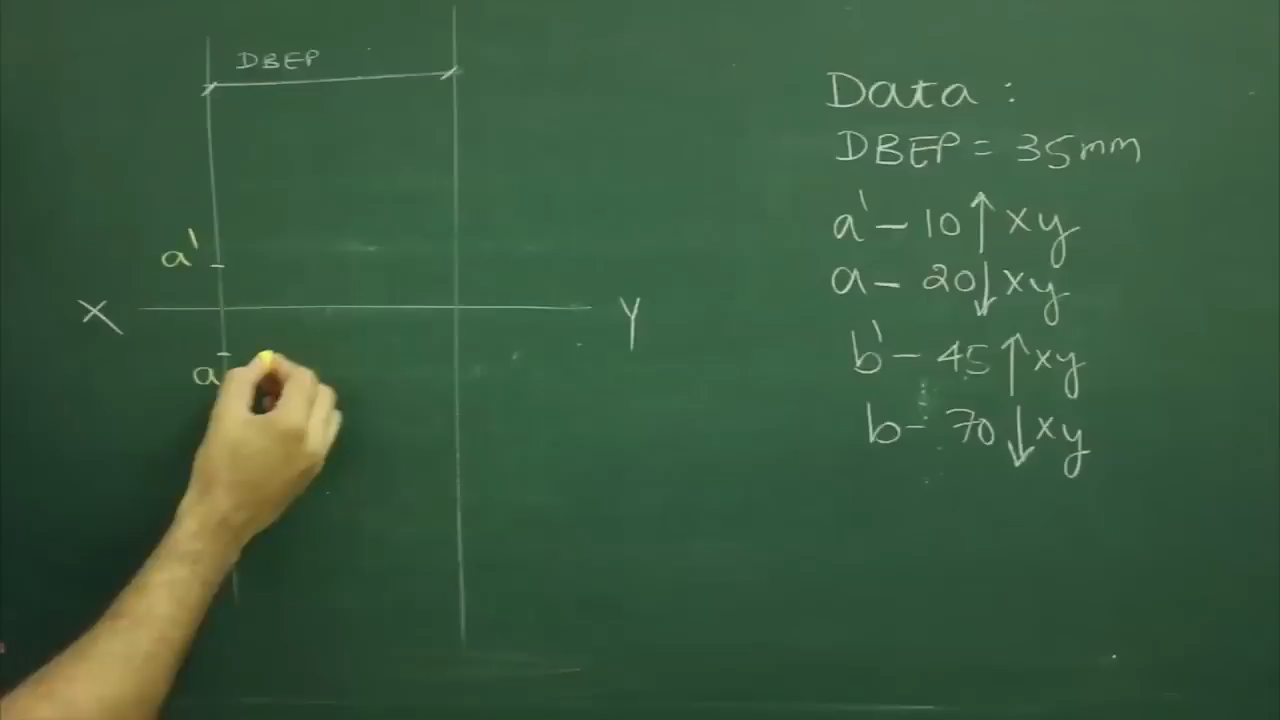 DBEP
a'
X
Y
a
Data :
DBEP = 35mm
a' - 10 ↑ xy
a - 20 ↓ xy
b' - 45 ↑ xy
b - 70 ↓ xy